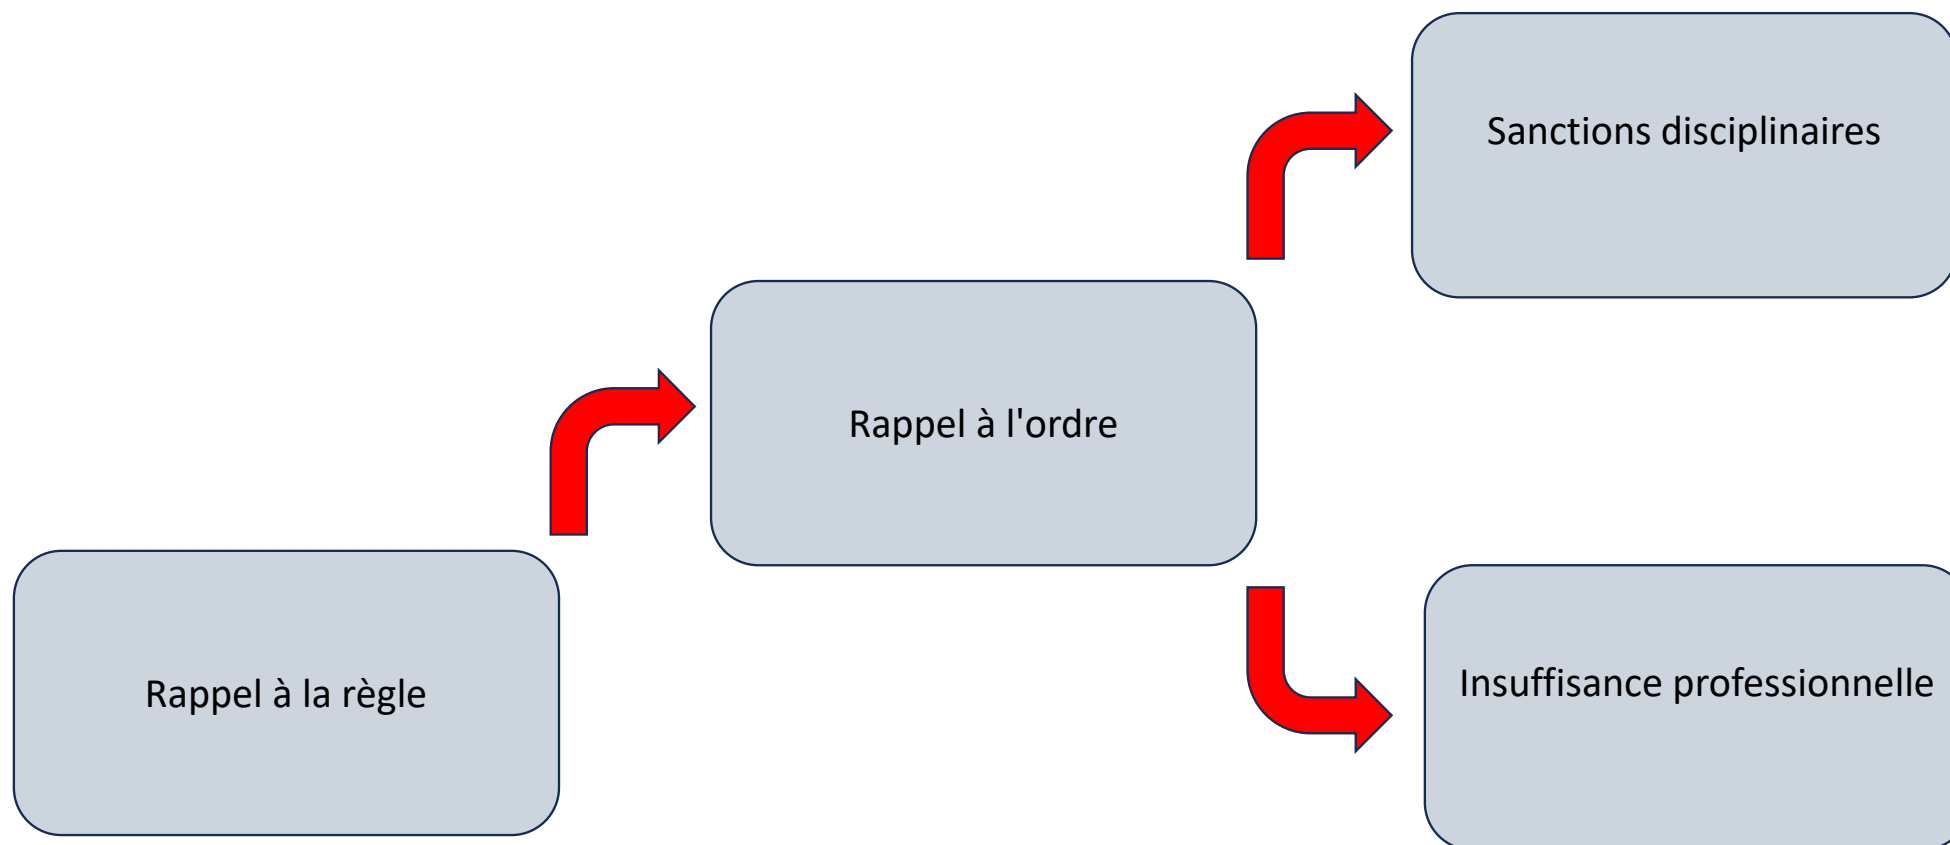 Sanctions disciplinaires
Rappel à l'ordre
Rappel à la règle
Insuffisance professionnelle